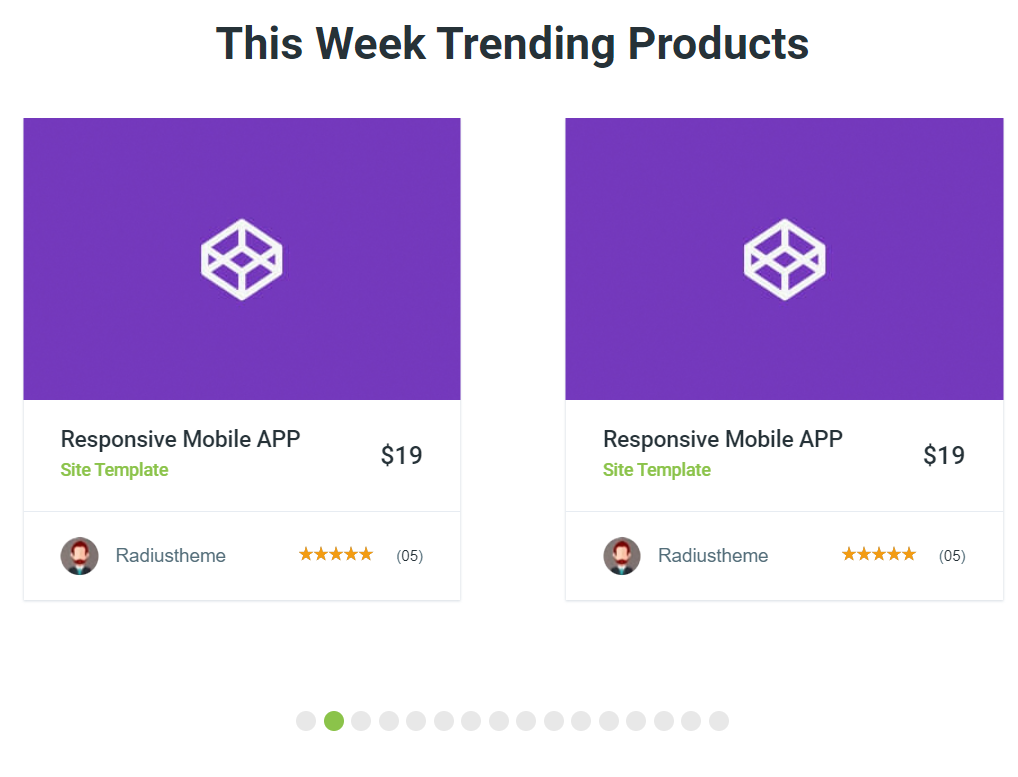 This Week Trending Products
Responsive Mobile APP
Site Template
$19
Radiustheme
(05)
Responsive Mobile APP
Site Template
$19
Radiustheme
(05)